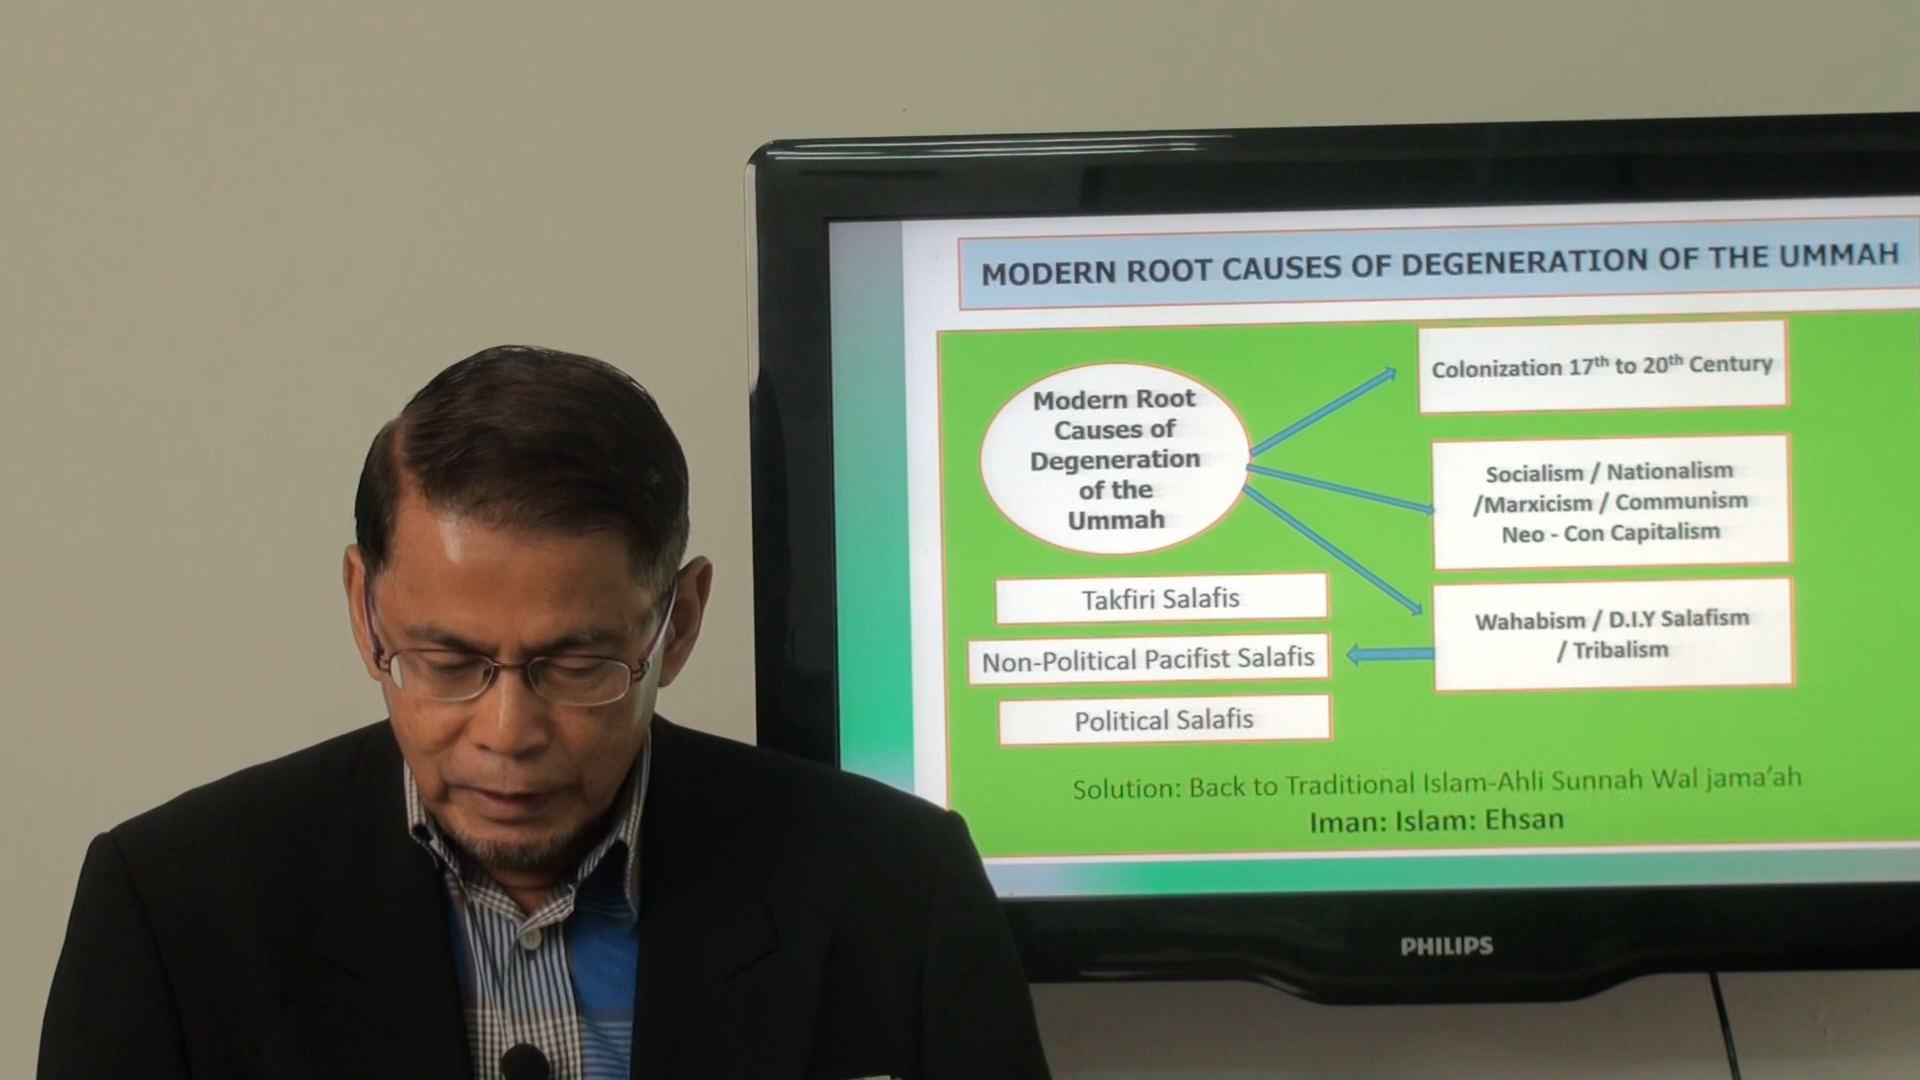 MODERN ROOT CAUSES OF DEGENERATION OF THE UMMAH
Modern Root
Causes of
Degeneration
of the
Ummah
Colonization 17th to 20th Century
Socialism / Nationalism
/Marxicism / Communism
Neo - Con Capitalism
Wahabism / D.I.Y Salafism
/ Tribalism
Takfiri Salafis
Non-Political Pacifist Salafis
Political Salafis
Solution: Back to Traditional Islam-Ahli Sunnah Wal jama'ah
Iman: Islam: Ehsan
PHILIPS